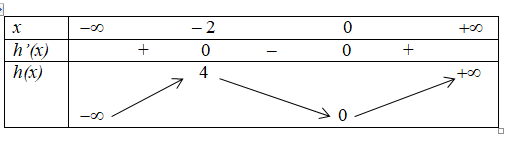 x −∞ −2 0 +∞
h’(x) + 0 − 0 +
h(x) 4 +∞
−∞ 0